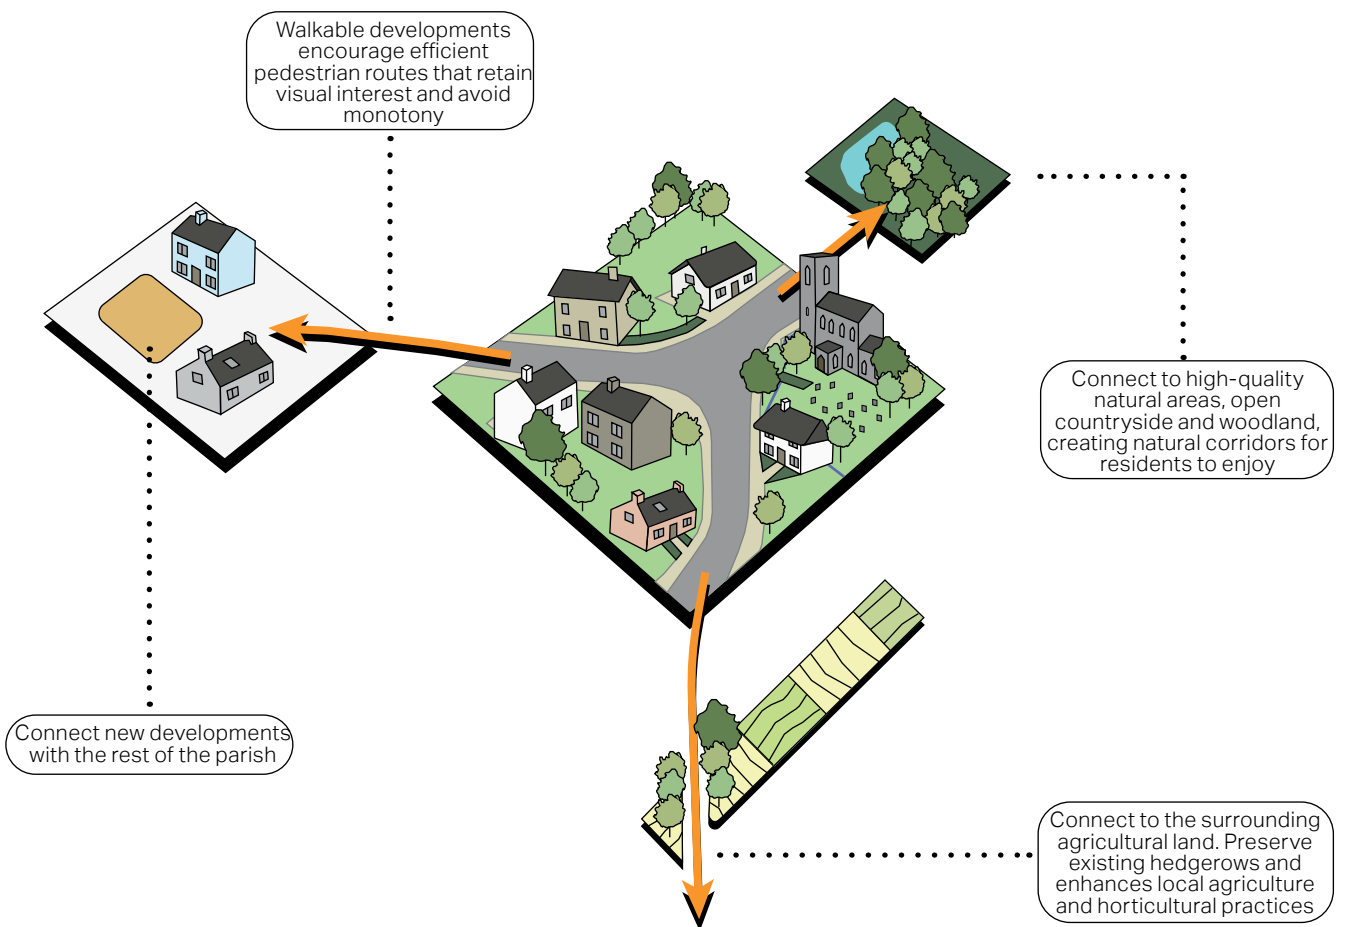 Walkable developments
encourage efficient
pedestrian routes that retain
visual interest and avoid
monotony
Connect to high-quality
natural areas, open
countryside and woodland,
creating natural corridors for
residents to enjoy
Connect new developments
with the rest of the parish
Connect to the surrounding
agricultural land. Preserve
existing hedgerows and
enhances local agriculture
and horticultural practices